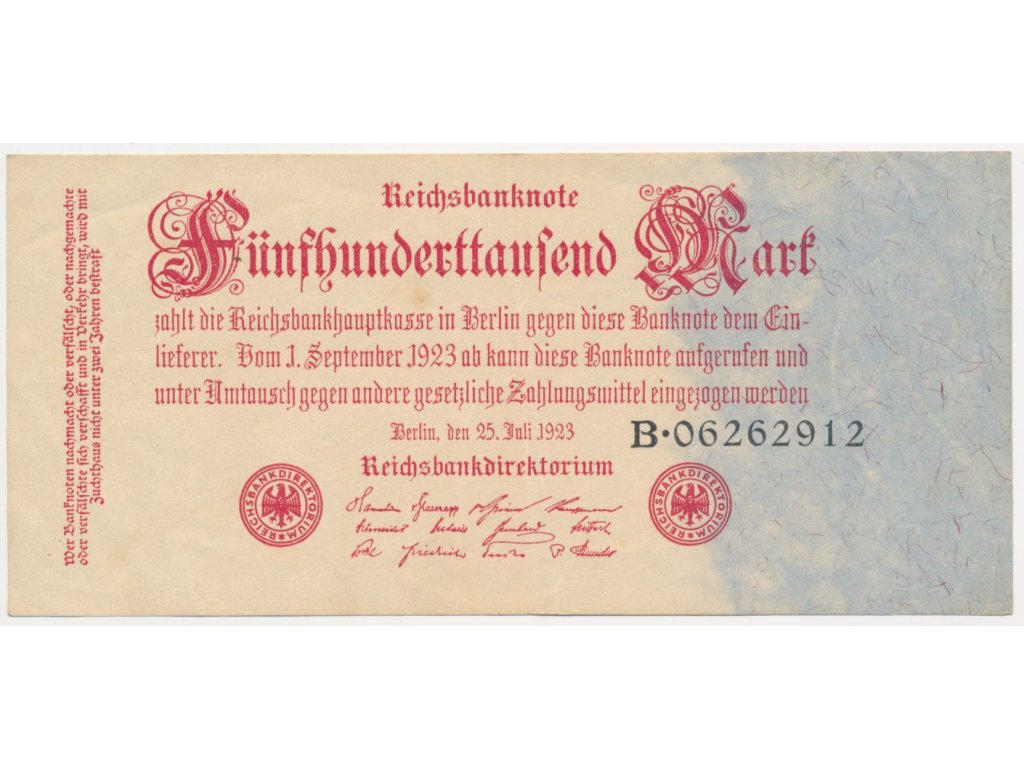 Reichsbanknote
Fünfhunderttausend Mark
zahlt die Reichsbankhauptkasse in Berlin gegen diese Banknote dem Ein-
lieferer. Vom 1. September 1923 ab kann diese Banknote aufgerufen und
unter Umtausch gegen andere gesetzliche Zahlungsmittel eingezogen werden
Berlin, den 25. Juli 1923
B·06262912
Reichsbankdirektorium
REICHSBANKDIREKTORIUM
REICHSBANKDIREKTORIUM
Wer Banknoten nachmacht oder verfälscht, oder nachgemachte
oder verfälschte sich verschafft und in Verkehr bringt, wird mit
Zuchthaus nicht unter zwei Jahren bestraft